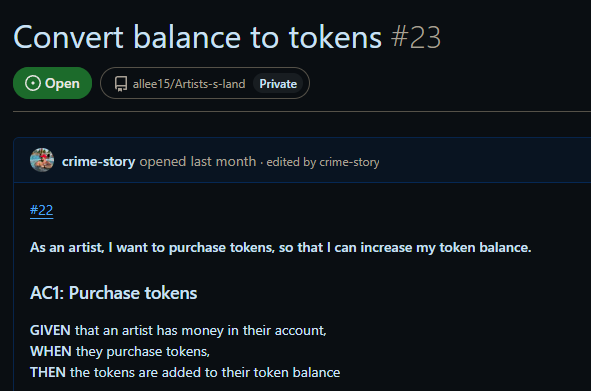 Convert balance to tokens #23
Open allee15/Artists-s-land Private
crime-story opened last month · edited by crime-story
#22
As an artist, I want to purchase tokens, so that I can increase my token balance.
AC1: Purchase tokens
GIVEN that an artist has money in their account,
WHEN they purchase tokens,
THEN the tokens are added to their token balance